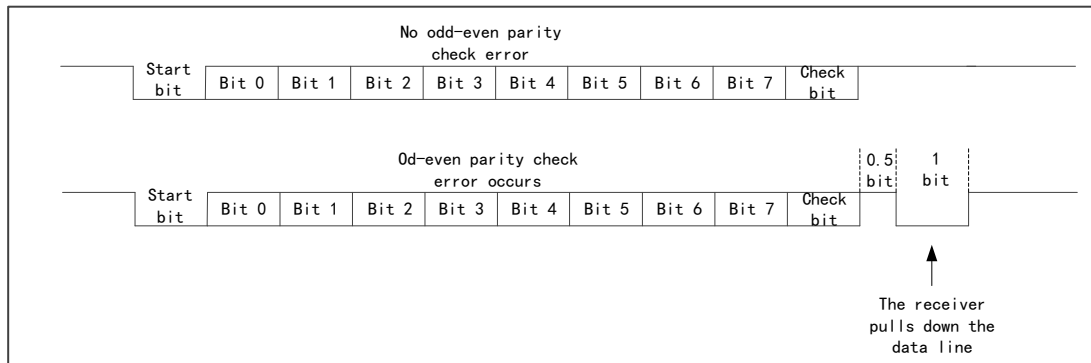 No odd-even parity
check error
Start
bit
Bit 0
Bit 1
Bit 2
Bit 3
Bit 4
Bit 5
Bit 6
Bit 7
Check
bit
Od-even parity check
error occurs
0.5
bit
1
bit
Start
bit
Bit 0
Bit 1
Bit 2
Bit 3
Bit 4
Bit 5
Bit 6
Bit 7
Check
bit
The receiver
pulls down the
data line